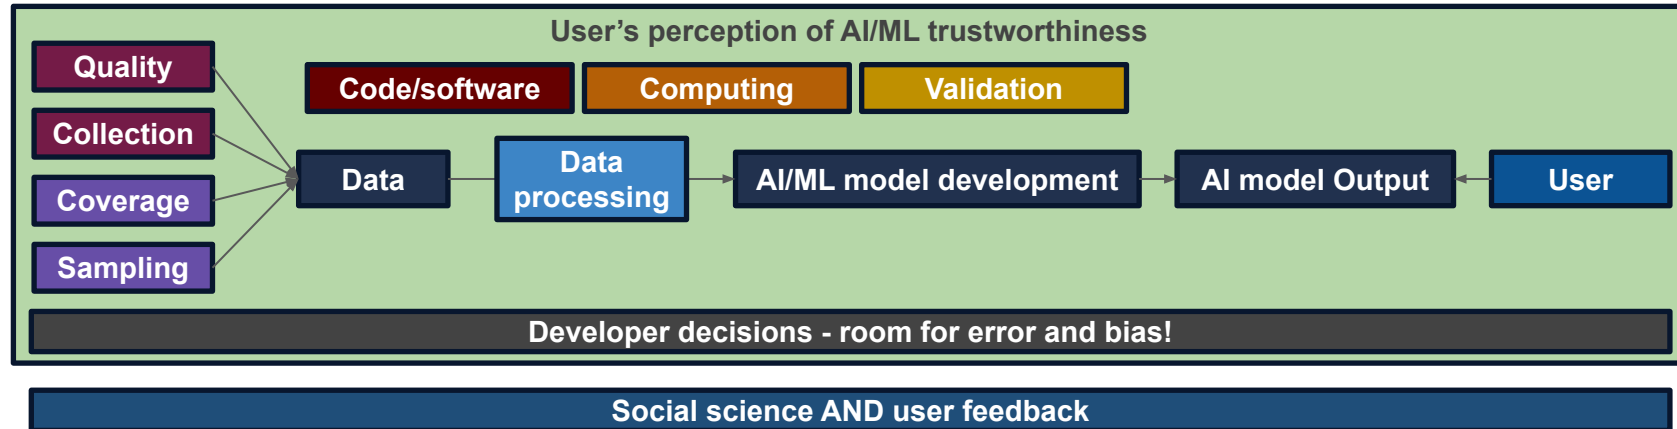 User’s perception of AI/ML trustworthiness
Quality
Collection
Coverage
Sampling
Code/software
Computing
Validation
Data
Data
processing
AI/ML model development
AI model Output
User
Developer decisions - room for error and bias!
Social science AND user feedback